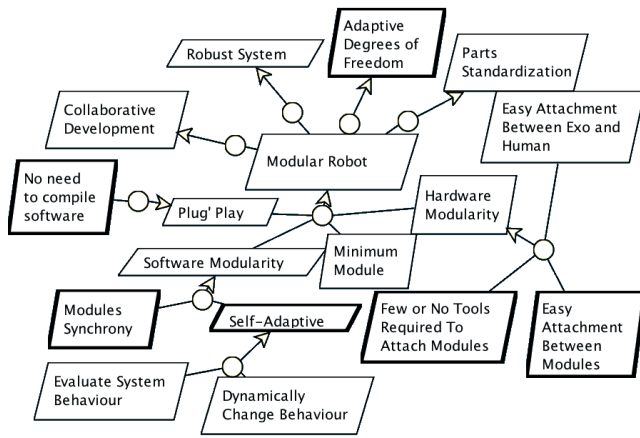 Robust System
Adaptive
Degrees of
Freedom
Parts
Standardization
Collaborative
Development
Easy Attachment
Between Exo and
Human
Modular Robot
No need
to compile
software
Plug' Play
Hardware
Modularity
Software Modularity
Minimum
Module
Modules
Synchrony
Self-Adaptive
Few or No Tools
Required To
Attach Modules
Easy
Attachment
Between
Modules
Evaluate System
Behaviour
Dynamically
Change Behaviour